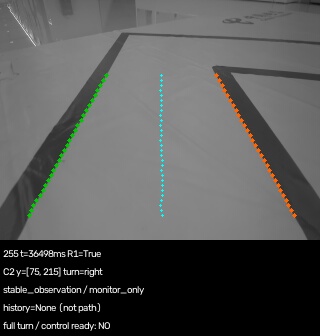 255 t=36498ms R1=True
C2 y=[75, 215] turn=right
stable_observation / monitor_only
history=None (not path)
full turn / control ready: NO